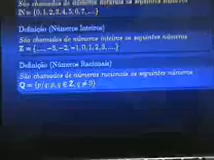 São chamados de números naturais os seguintes números
N = {0, 1, 2, 3, 4, 5, 6, 7, ...}
Definição (Números Inteiros)
São chamados de números inteiros os seguintes números
Z = {..., -3, -2, -1, 0, 1, 2, 3, ...}
Definição (Números Racionais)
São chamados de números racionais os seguintes números
Q = {p/q; p, q ∈ Z, q ≠ 0}